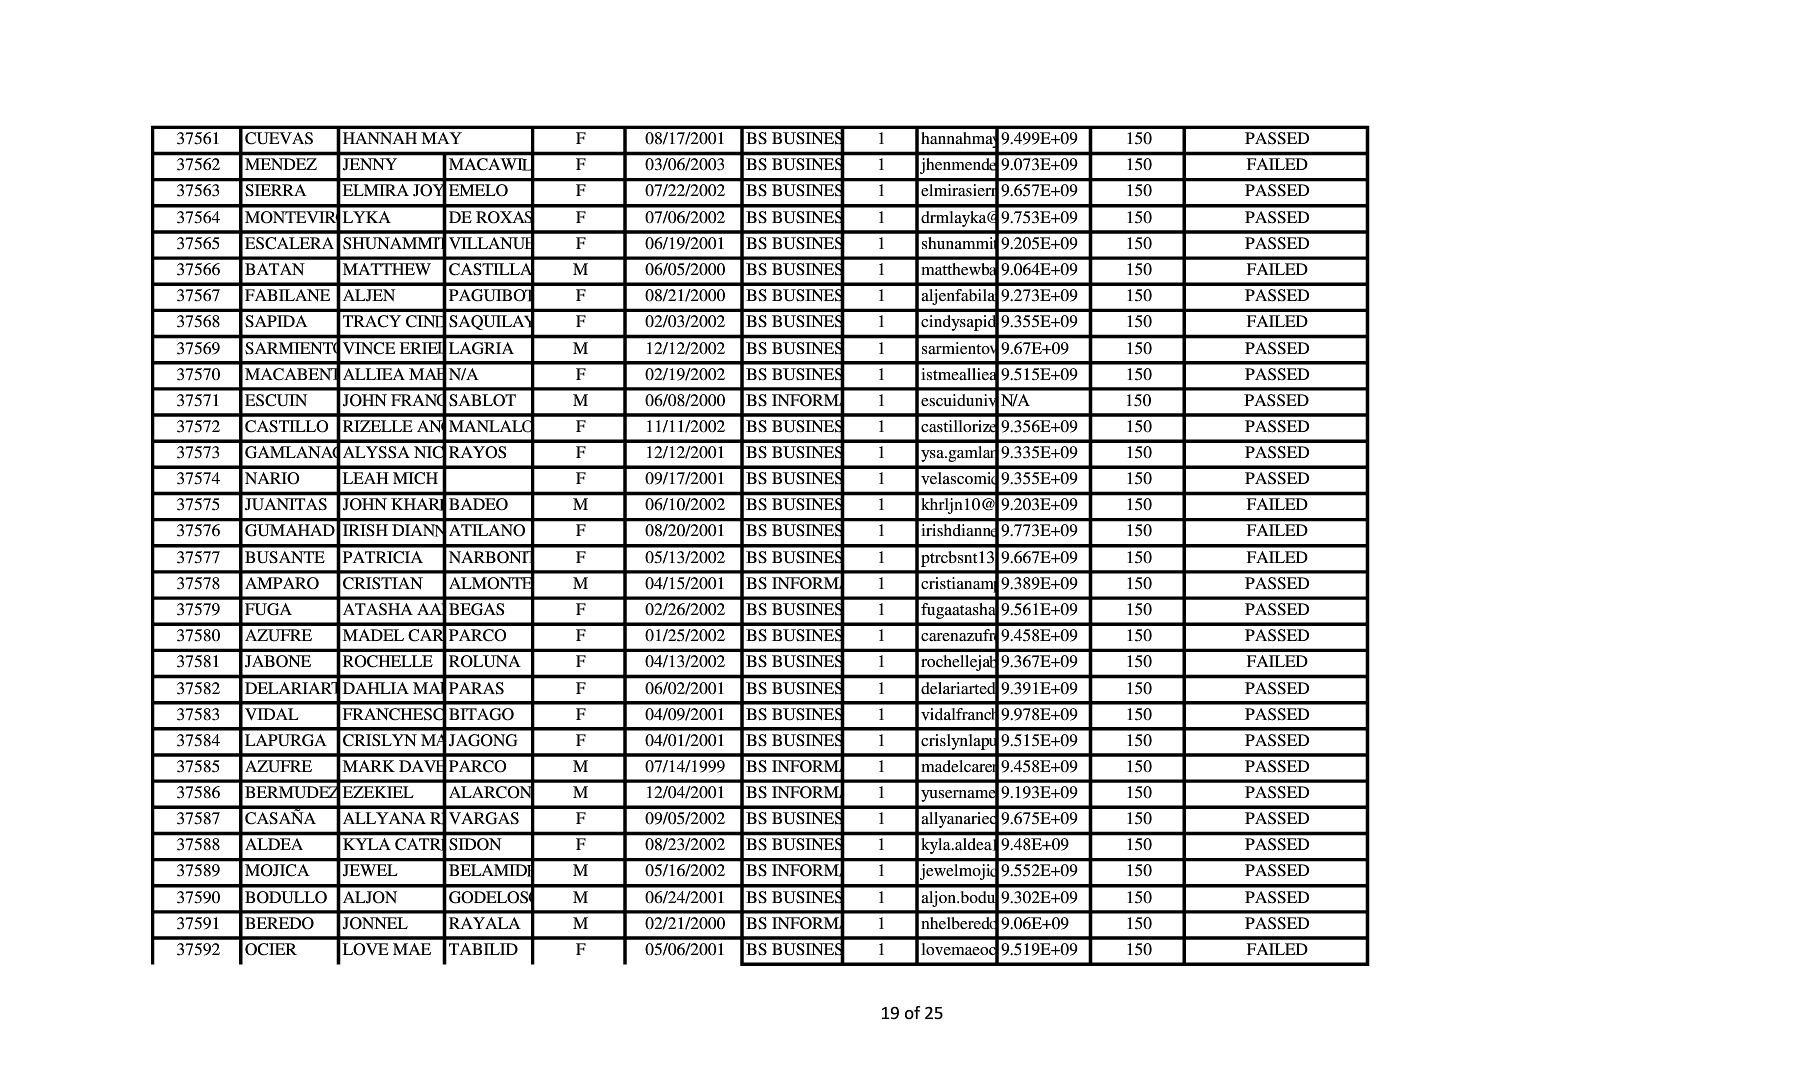 37561 CUEVAS HANNAH MAY F 08/17/2001 BS BUSINES 1 hannahmay 9.499E+09 150 PASSED
37562 MENDEZ JENNY MACAWIL F 03/06/2003 BS BUSINES 1 jhenmende 9.073E+09 150 FAILED
37563 SIERRA ELMIRA JOY EMELO F 07/22/2002 BS BUSINES 1 elmirasierr 9.657E+09 150 PASSED
37564 MONTEVIR LYKA DE ROXAS F 07/06/2002 BS BUSINES 1 drmlayka@ 9.753E+09 150 PASSED
37565 ESCALERA SHUNAMMIT VILLANUE F 06/19/2001 BS BUSINES 1 shunammit 9.205E+09 150 PASSED
37566 BATAN MATTHEW CASTILLA M 06/05/2000 BS BUSINES 1 matthewba 9.064E+09 150 FAILED
37567 FABILANE ALJEN PAGUIBOT F 08/21/2000 BS BUSINES 1 aljenfabila 9.273E+09 150 PASSED
37568 SAPIDA TRACY CIND SAQUILAY F 02/03/2002 BS BUSINES 1 cindysapid 9.355E+09 150 FAILED
37569 SARMIENTO VINCE ERIEL LAGRIA M 12/12/2002 BS BUSINES 1 sarmientov 9.67E+09 150 PASSED
37570 MACABENT ALLIEA MAE N/A F 02/19/2002 BS BUSINES 1 istmealliea 9.515E+09 150 PASSED
37571 ESCUIN JOHN FRANC SABLOT M 06/08/2000 BS INFORM 1 escuiduniv N/A 150 PASSED
37572 CASTILLO RIZELLE AN MANLALO F 11/11/2002 BS BUSINES 1 castillorize 9.356E+09 150 PASSED
37573 GAMLANA ALYSSA NIC RAYOS F 12/12/2001 BS BUSINES 1 ysa.gamlan 9.335E+09 150 PASSED
37574 NARIO LEAH MICH F 09/17/2001 BS BUSINES 1 velascomic 9.355E+09 150 PASSED
37575 JUANITAS JOHN KHAR BADEO M 06/10/2002 BS BUSINES 1 khrljn10@ 9.203E+09 150 FAILED
37576 GUMAHAD IRISH DIANN ATILANO F 08/20/2001 BS BUSINES 1 irishdianne 9.773E+09 150 FAILED
37577 BUSANTE PATRICIA NARBONIT F 05/13/2002 BS BUSINES 1 ptrcbsnt13 9.667E+09 150 FAILED
37578 AMPARO CRISTIAN ALMONTE M 04/15/2001 BS INFORM 1 cristianam 9.389E+09 150 PASSED
37579 FUGA ATASHA AA BEGAS F 02/26/2002 BS BUSINES 1 fugaatasha 9.561E+09 150 PASSED
37580 AZUFRE MADEL CAR PARCO F 01/25/2002 BS BUSINES 1 carenazufr 9.458E+09 150 PASSED
37581 JABONE ROCHELLE ROLUNA F 04/13/2002 BS BUSINES 1 rochellejab 9.367E+09 150 FAILED
37582 DELARIART DAHLIA MA PARAS F 06/02/2001 BS BUSINES 1 delariarted 9.391E+09 150 PASSED
37583 VIDAL FRANCHESC BITAGO F 04/09/2001 BS BUSINES 1 vidalfranch 9.978E+09 150 PASSED
37584 LAPURGA CRISLYN MA JAGONG F 04/01/2001 BS BUSINES 1 crislynlapu 9.515E+09 150 PASSED
37585 AZUFRE MARK DAVE PARCO M 07/14/1999 BS INFORM 1 madelcaren 9.458E+09 150 PASSED
37586 BERMUDEZ EZEKIEL ALARCON M 12/04/2001 BS INFORM 1 yusername 9.193E+09 150 PASSED
37587 CASAÑA ALLYANA R VARGAS F 09/05/2002 BS BUSINES 1 allyanariec 9.675E+09 150 PASSED
37588 ALDEA KYLA CATR SIDON F 08/23/2002 BS BUSINES 1 kyla.aldea 9.48E+09 150 PASSED
37589 MOJICA JEWEL BELAMIDE M 05/16/2002 BS INFORM 1 jewelmojic 9.552E+09 150 PASSED
37590 BODULLO ALJON GODELOS M 06/24/2001 BS BUSINES 1 aljon.bodu 9.302E+09 150 PASSED
37591 BEREDO JONNEL RAYALA M 02/21/2000 BS INFORM 1 nhelberedo 9.06E+09 150 PASSED
37592 OCIER LOVE MAE TABILID F 05/06/2001 BS BUSINES 1 lovemaeoc 9.519E+09 150 FAILED
19 of 25